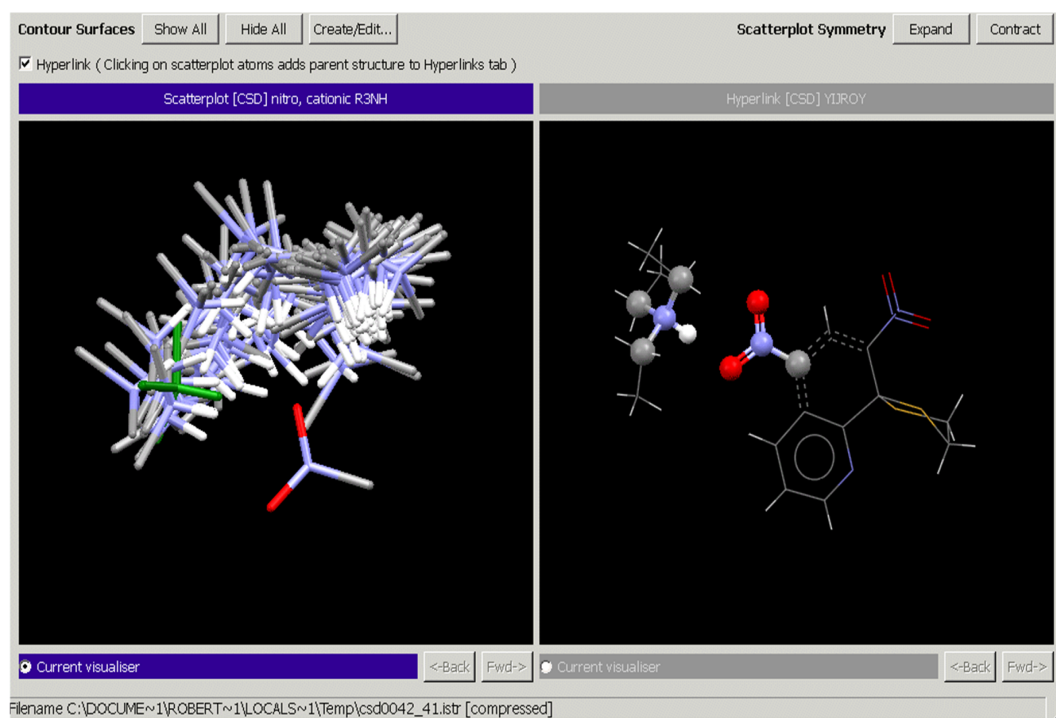 Contour Surfaces Show All Hide All Create/Edit... Scatterplot Symmetry Expand Contract
Hyperlink ( Clicking on scatterplot atoms adds parent structure to Hyperlinks tab )
Scatterplot [CSD] nitro, cationic R3NH Hyperlink [CSD] YIJROY
Current visualiser <-Back Fwd-> Current visualiser <-Back Fwd->
Filename C:\DOCUME~1\ROBERT~1\LOCALS~1\Temp\csd0042_41.istr [compressed]